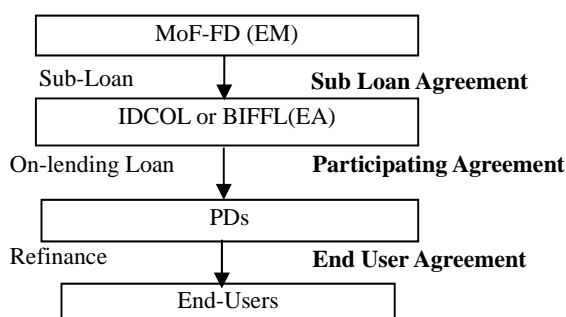 MoF-FD (EM)
Sub-Loan Sub Loan Agreement
IDCOL or BIFFL(EA)
On-lending Loan Participating Agreement
PDs
Refinance End User Agreement
End-Users